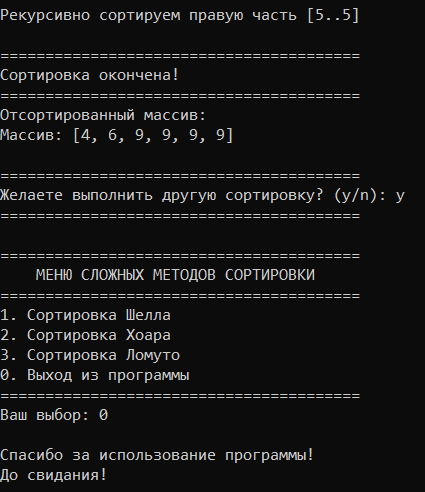 Рекурсивно сортируем правую часть [5..5]
========================================
Сортировка окончена!
========================================
Отсортированный массив:
Массив: [4, 6, 9, 9, 9, 9]
========================================
Желаете выполнить другую сортировку? (y/n): y
========================================
========================================
    МЕНЮ СЛОЖНЫХ МЕТОДОВ СОРТИРОВКИ
========================================
1. Сортировка Шелла
2. Сортировка Хоара
3. Сортировка Ломуто
0. Выход из программы
========================================
Ваш выбор: 0
Спасибо за использование программы!
До свидания!